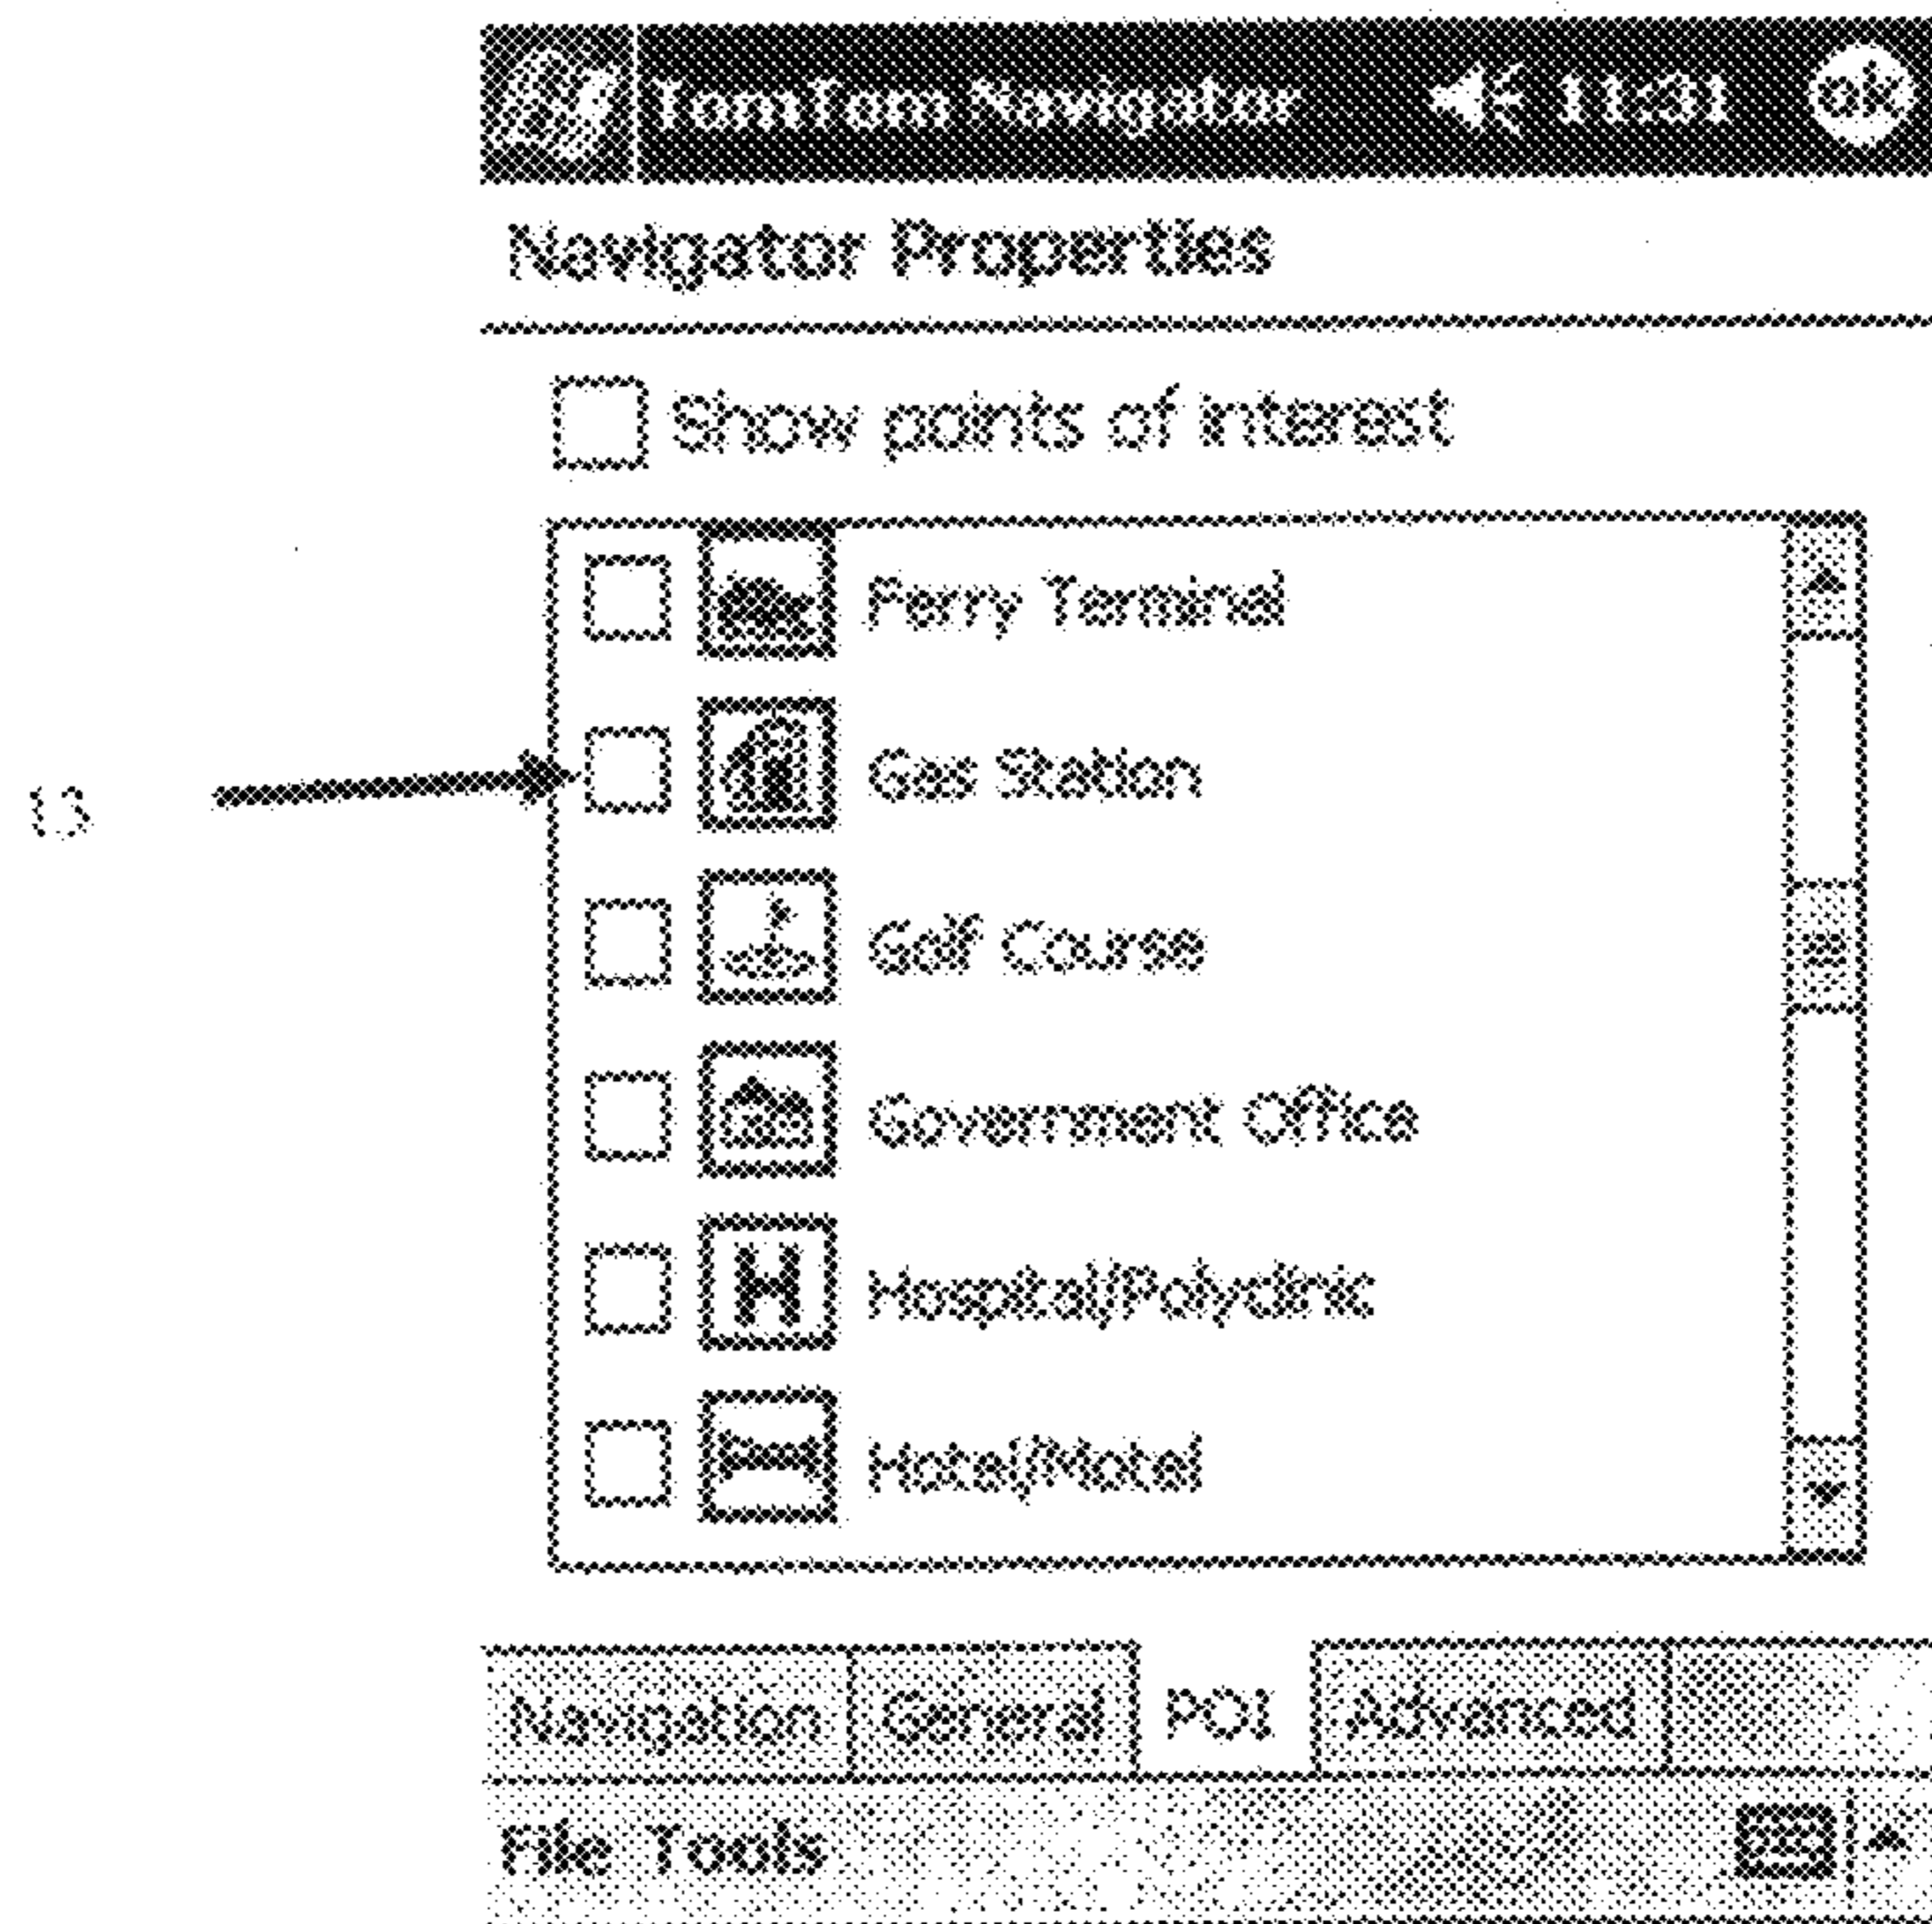 TomTom Navigator 11:31 ok
Navigator Properties
Show points of interest
Ferry Terminal
Gas Station
13
Golf Course
Government Office
H Hospital/Polyclinic
Hotel/Motel
Navigation General POI Advanced
File Tools